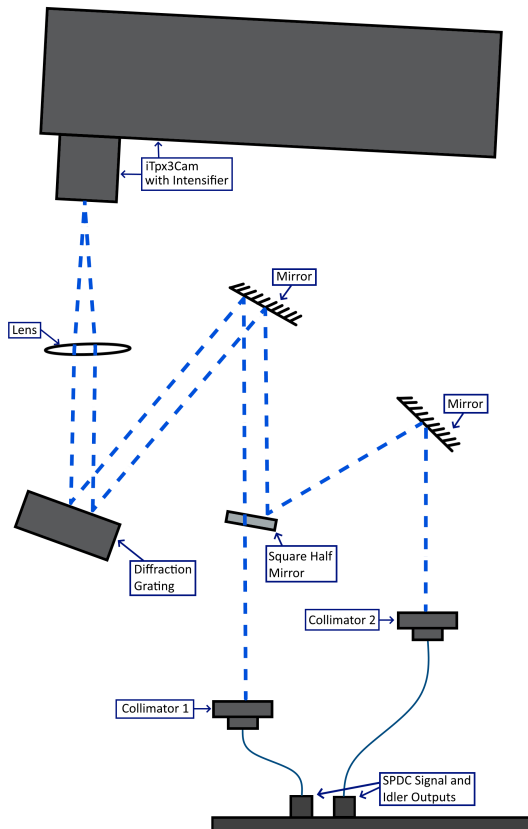 iTpx3Cam
with Intensifier
Mirror
Lens
Mirror
Square Half
Mirror
Diffraction
Grating
Collimator 2
Collimator 1
SPDC Signal and
Idler Outputs